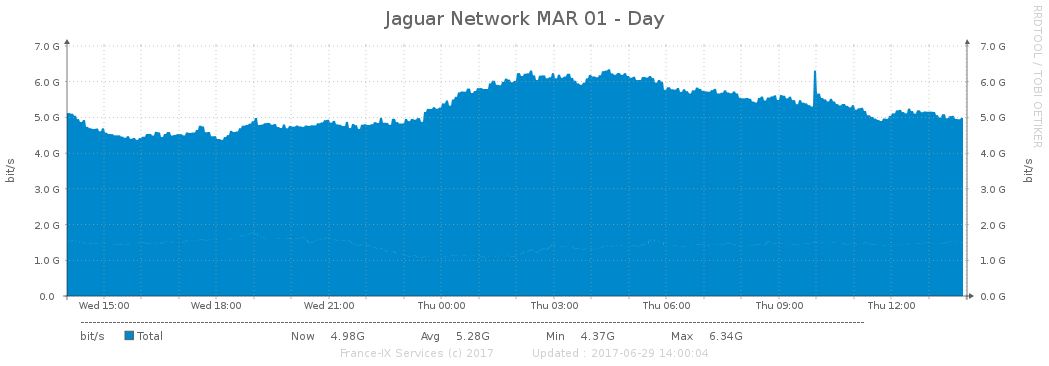 Jaguar Network MAR 01 - Day
RRDTOOL / TOBI OETIKER
bit/s
7.0 G
6.0 G
5.0 G
4.0 G
3.0 G
2.0 G
1.0 G
0.0
7.0 G
6.0 G
5.0 G
4.0 G
3.0 G
2.0 G
1.0 G
0.0 G
bit/s
Wed 15:00 Wed 18:00 Wed 21:00 Thu 00:00 Thu 03:00 Thu 06:00 Thu 09:00 Thu 12:00
bit/s Total Now 4.98G Avg 5.28G Min 4.37G Max 6.34G
France-IX Services (c) 2017 Updated : 2017-06-29 14:00:04